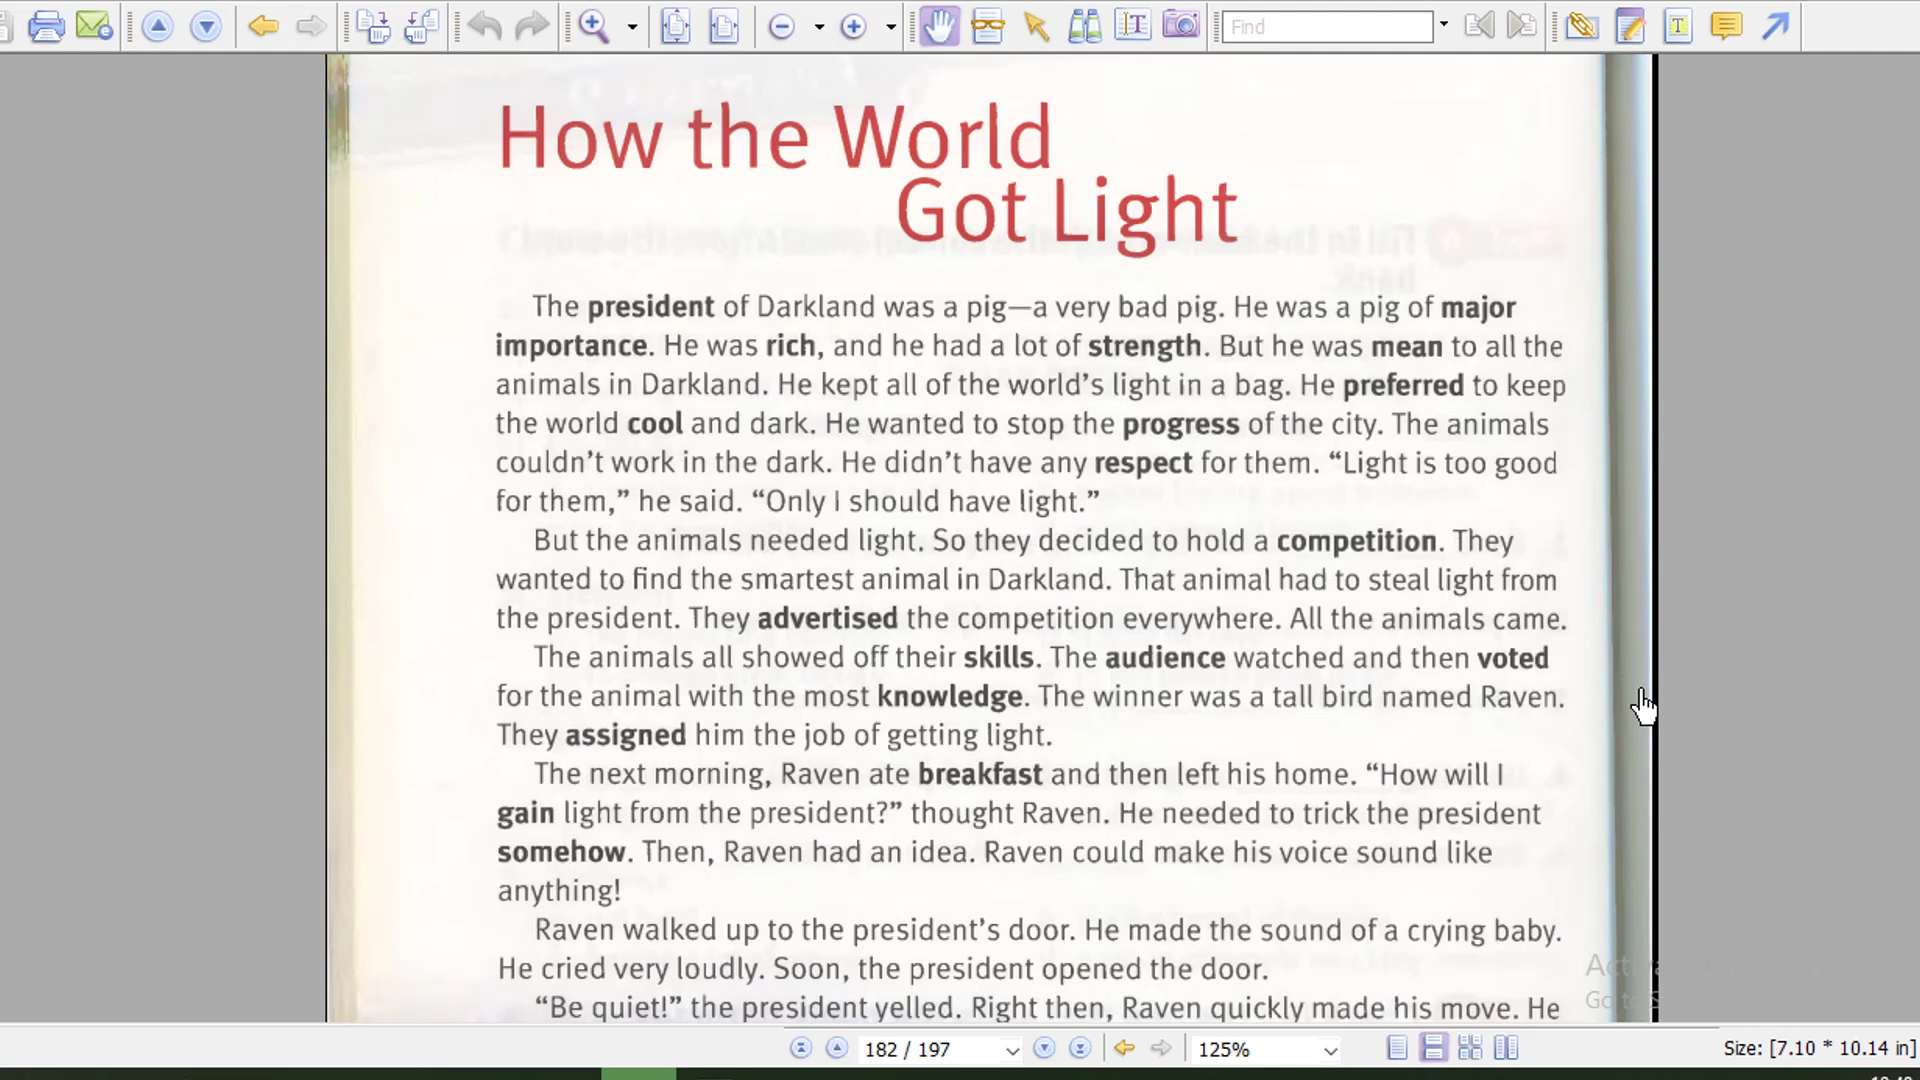 Find
How the World
Got Light
The president of Darkland was a pig—a very bad pig. He was a pig of major
importance. He was rich, and he had a lot of strength. But he was mean to all the
animals in Darkland. He kept all of the world's light in a bag. He preferred to keep
the world cool and dark. He wanted to stop the progress of the city. The animals
couldn't work in the dark. He didn't have any respect for them. “Light is too good
for them,” he said. “Only I should have light.”
But the animals needed light. So they decided to hold a competition. They
wanted to find the smartest animal in Darkland. That animal had to steal light from
the president. They advertised the competition everywhere. All the animals came.
The animals all showed off their skills. The audience watched and then voted
for the animal with the most knowledge. The winner was a tall bird named Raven.
They assigned him the job of getting light.
The next morning, Raven ate breakfast and then left his home. “How will I
gain light from the president?” thought Raven. He needed to trick the president
somehow. Then, Raven had an idea. Raven could make his voice sound like
anything!
Raven walked up to the president's door. He made the sound of a crying baby.
He cried very loudly. Soon, the president opened the door.
“Be quiet!” the president yelled. Right then, Raven quickly made his move. He
182 / 197
125%
Size: [7.10 * 10.14 in]